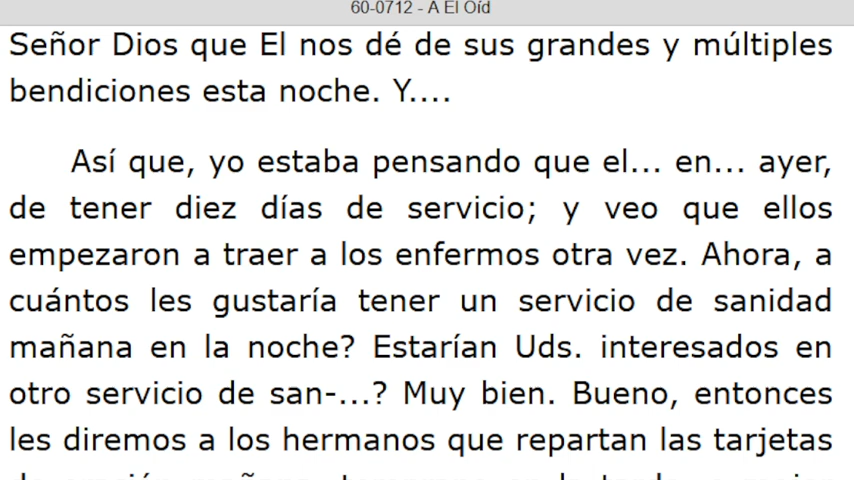 60-0712 - A El Oíd
Señor Dios que El nos dé de sus grandes y múltiples
bendiciones esta noche. Y....
Así que, yo estaba pensando que el... en... ayer,
de tener diez días de servicio; y veo que ellos
empezaron a traer a los enfermos otra vez. Ahora, a
cuántos les gustaría tener un servicio de sanidad
mañana en la noche? Estarían Uds. interesados en
otro servicio de san-...? Muy bien. Bueno, entonces
les diremos a los hermanos que repartan las tarjetas